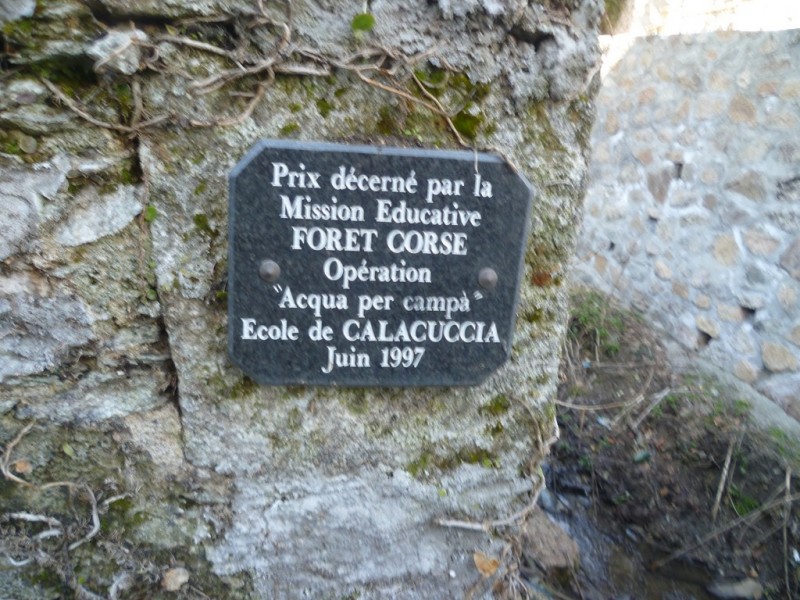 Prix décerné par la
Mission Educative
FORET CORSE
Opération
"Acqua per campà"
Ecole de CALACUCCIA
Juin 1997